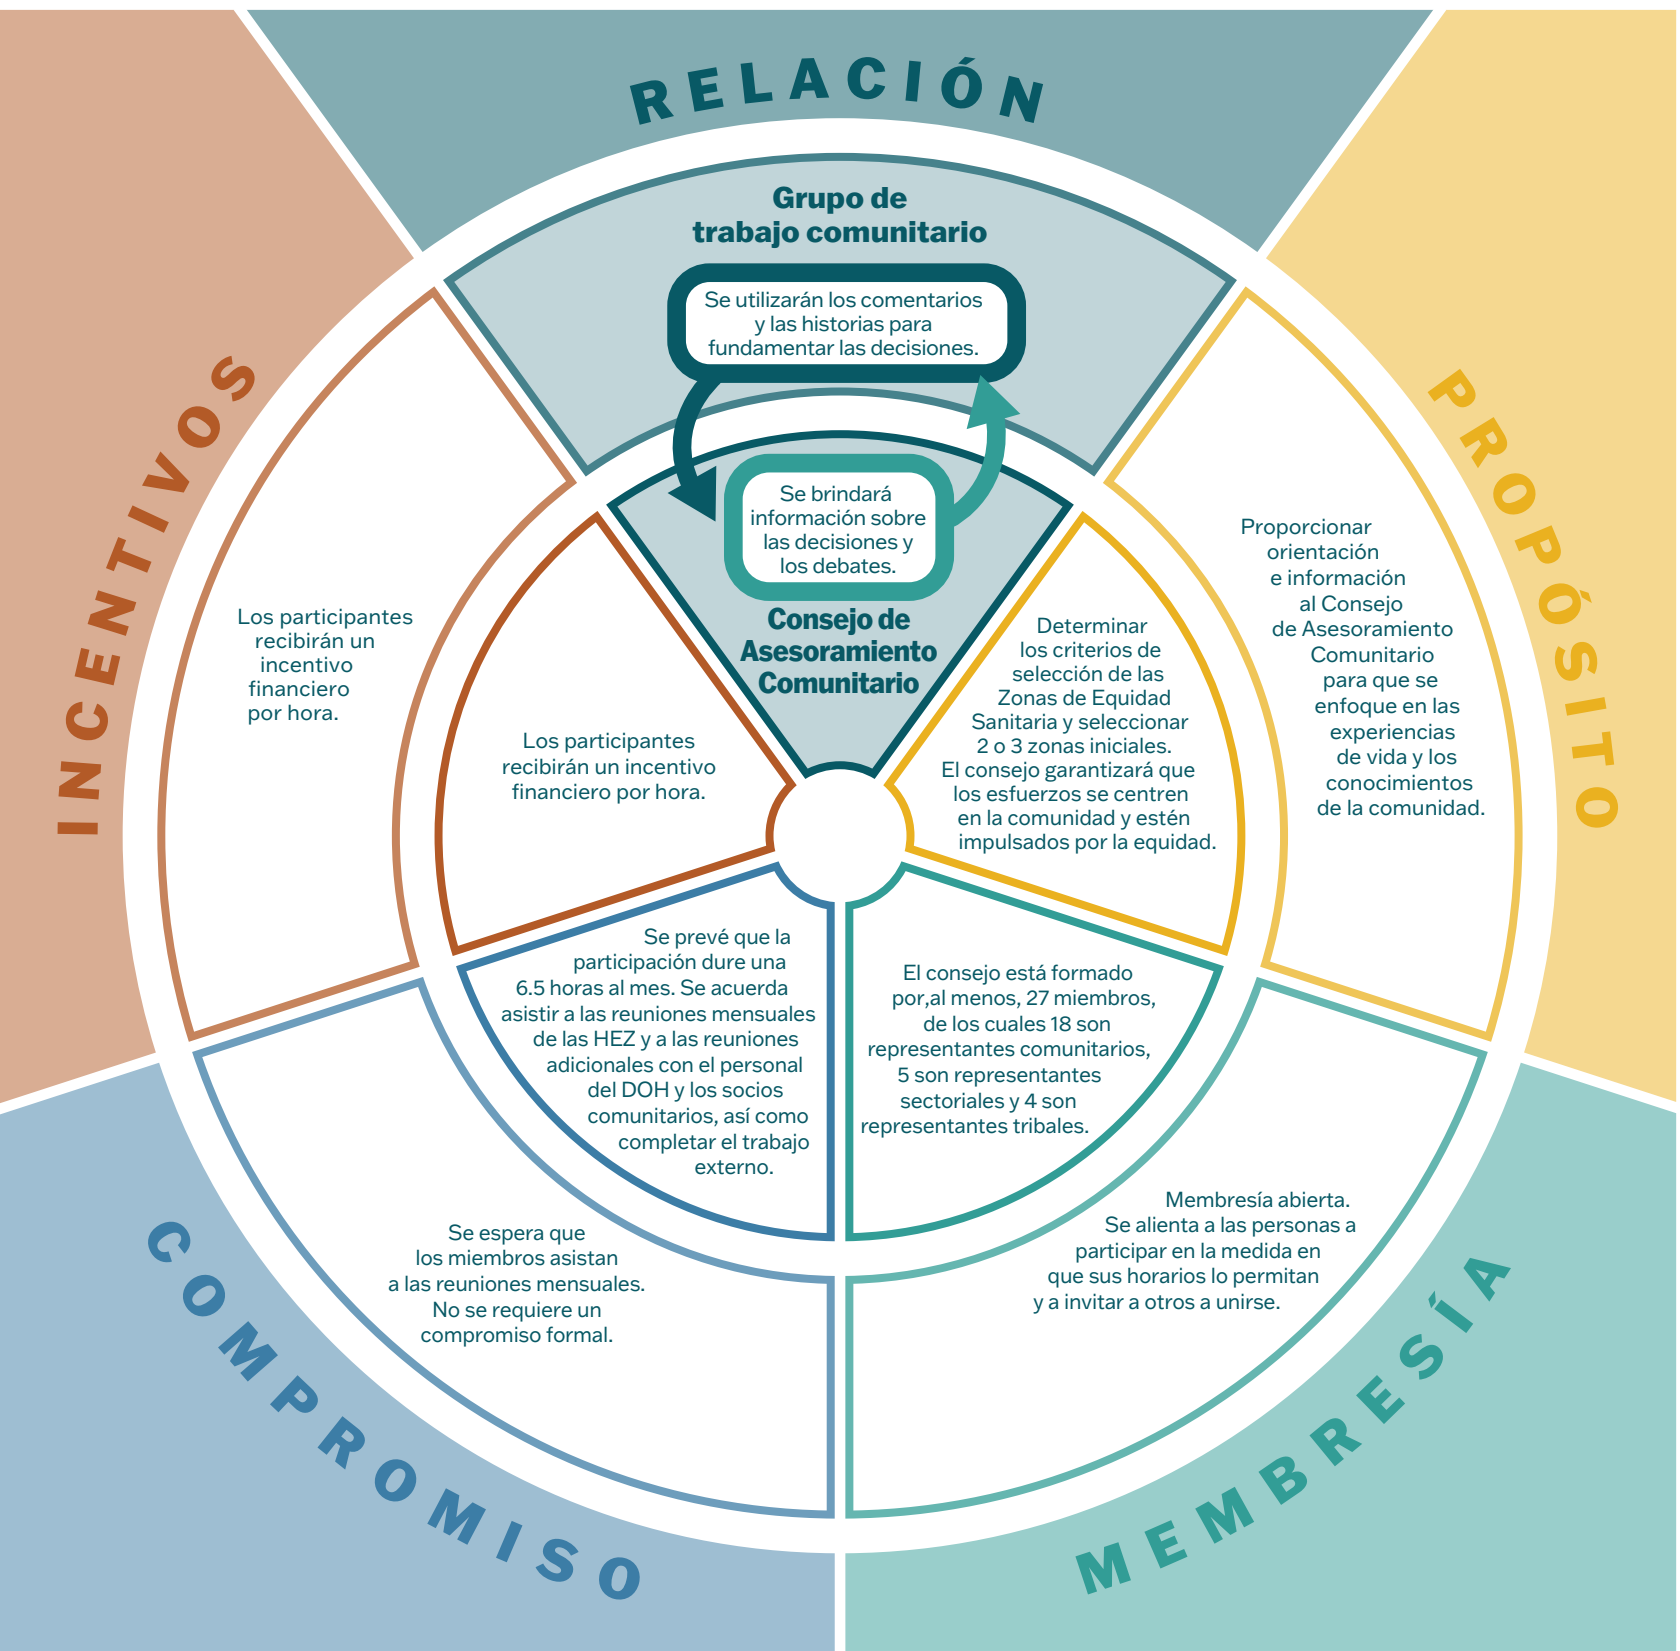 RELACIÓN
Grupo de
trabajo comunitario
Se utilizarán los comentarios
y las historias para
fundamentar las decisiones.
Se brindará
información sobre
las decisiones y
los debates.
Consejo de
Asesoramiento
Comunitario
PROPÓSITO
Proporcionar
orientación
e información
al Consejo
de Asesoramiento
Comunitario
para que se
enfoque en las
experiencias
de vida y los
conocimientos
de la comunidad.
Determinar
los criterios de
selección de las
Zonas de Equidad
Sanitaria y seleccionar
2 o 3 zonas iniciales.
El consejo garantizará que
los esfuerzos se centren
en la comunidad y estén
impulsados por la equidad.
MEMBRESÍA
El consejo está formado
por,al menos, 27 miembros,
de los cuales 18 son
representantes comunitarios,
5 son representantes
sectoriales y 4 son
representantes tribales.
Membresía abierta.
Se alienta a las personas a
participar en la medida en
que sus horarios lo permitan
y a invitar a otros a unirse.
COMPROMISO
Se prevé que la
participación dure una
6.5 horas al mes. Se acuerda
asistir a las reuniones mensuales
de las HEZ y a las reuniones
adicionales con el personal
del DOH y los socios
comunitarios, así como
completar el trabajo
externo.
Se espera que
los miembros asistan
a las reuniones mensuales.
No se requiere un
compromiso formal.
INCENTIVOS
Los participantes
recibirán un
incentivo
financiero
por hora.
Los participantes
recibirán un incentivo
financiero por hora.